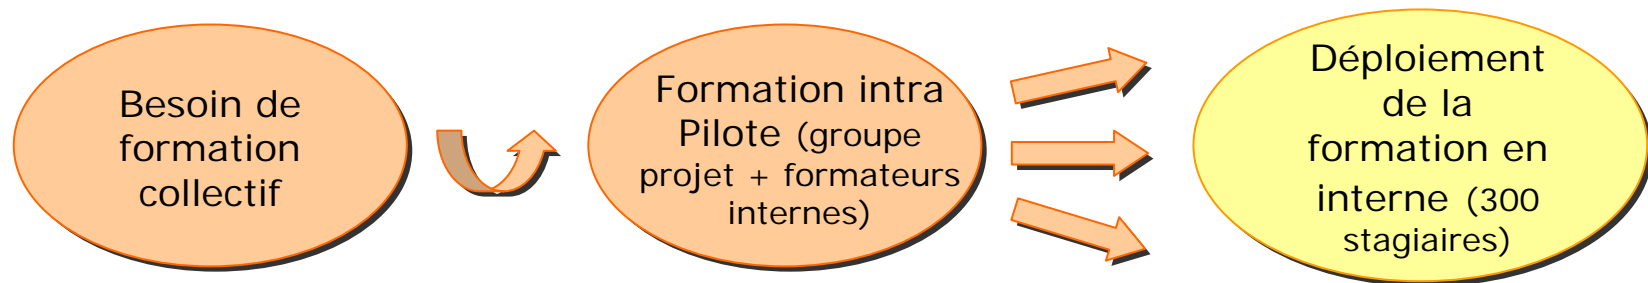 Besoin de
formation
collectif
Formation intra
Pilote (groupe
projet + formateurs
internes)
Déploiement
de la
formation en
interne (300
stagiaires)